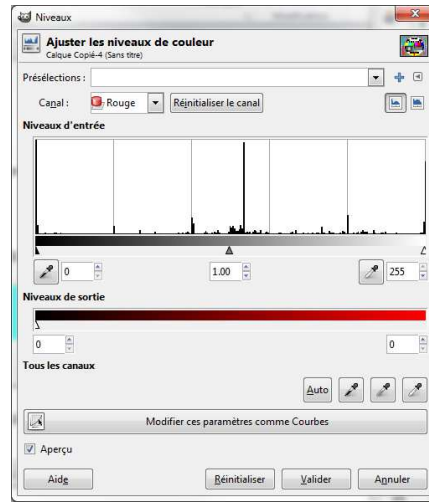 Niveaux
Ajuster les niveaux de couleur
Calque Copié-4 (Sans titre)
Présélections :
Canal : Rouge Réinitialiser le canal
Niveaux d'entrée
0 1.00 255
Niveaux de sortie
0 0
Tous les canaux
Auto
Modifier ces paramètres comme Courbes
Aperçu
Aide Réinitialiser Valider Annuler